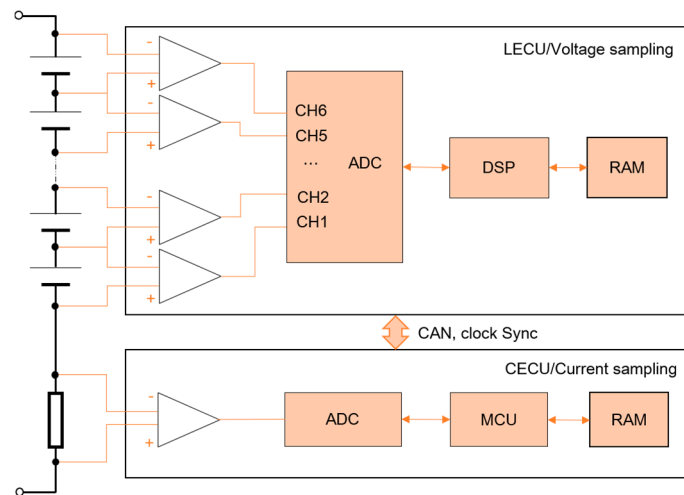 LECU/Voltage sampling
-
+
-
+
-
+
-
+
CH6
CH5
...
CH2
CH1
ADC
DSP
RAM
CAN, clock Sync
CECU/Current sampling
-
+
ADC
MCU
RAM